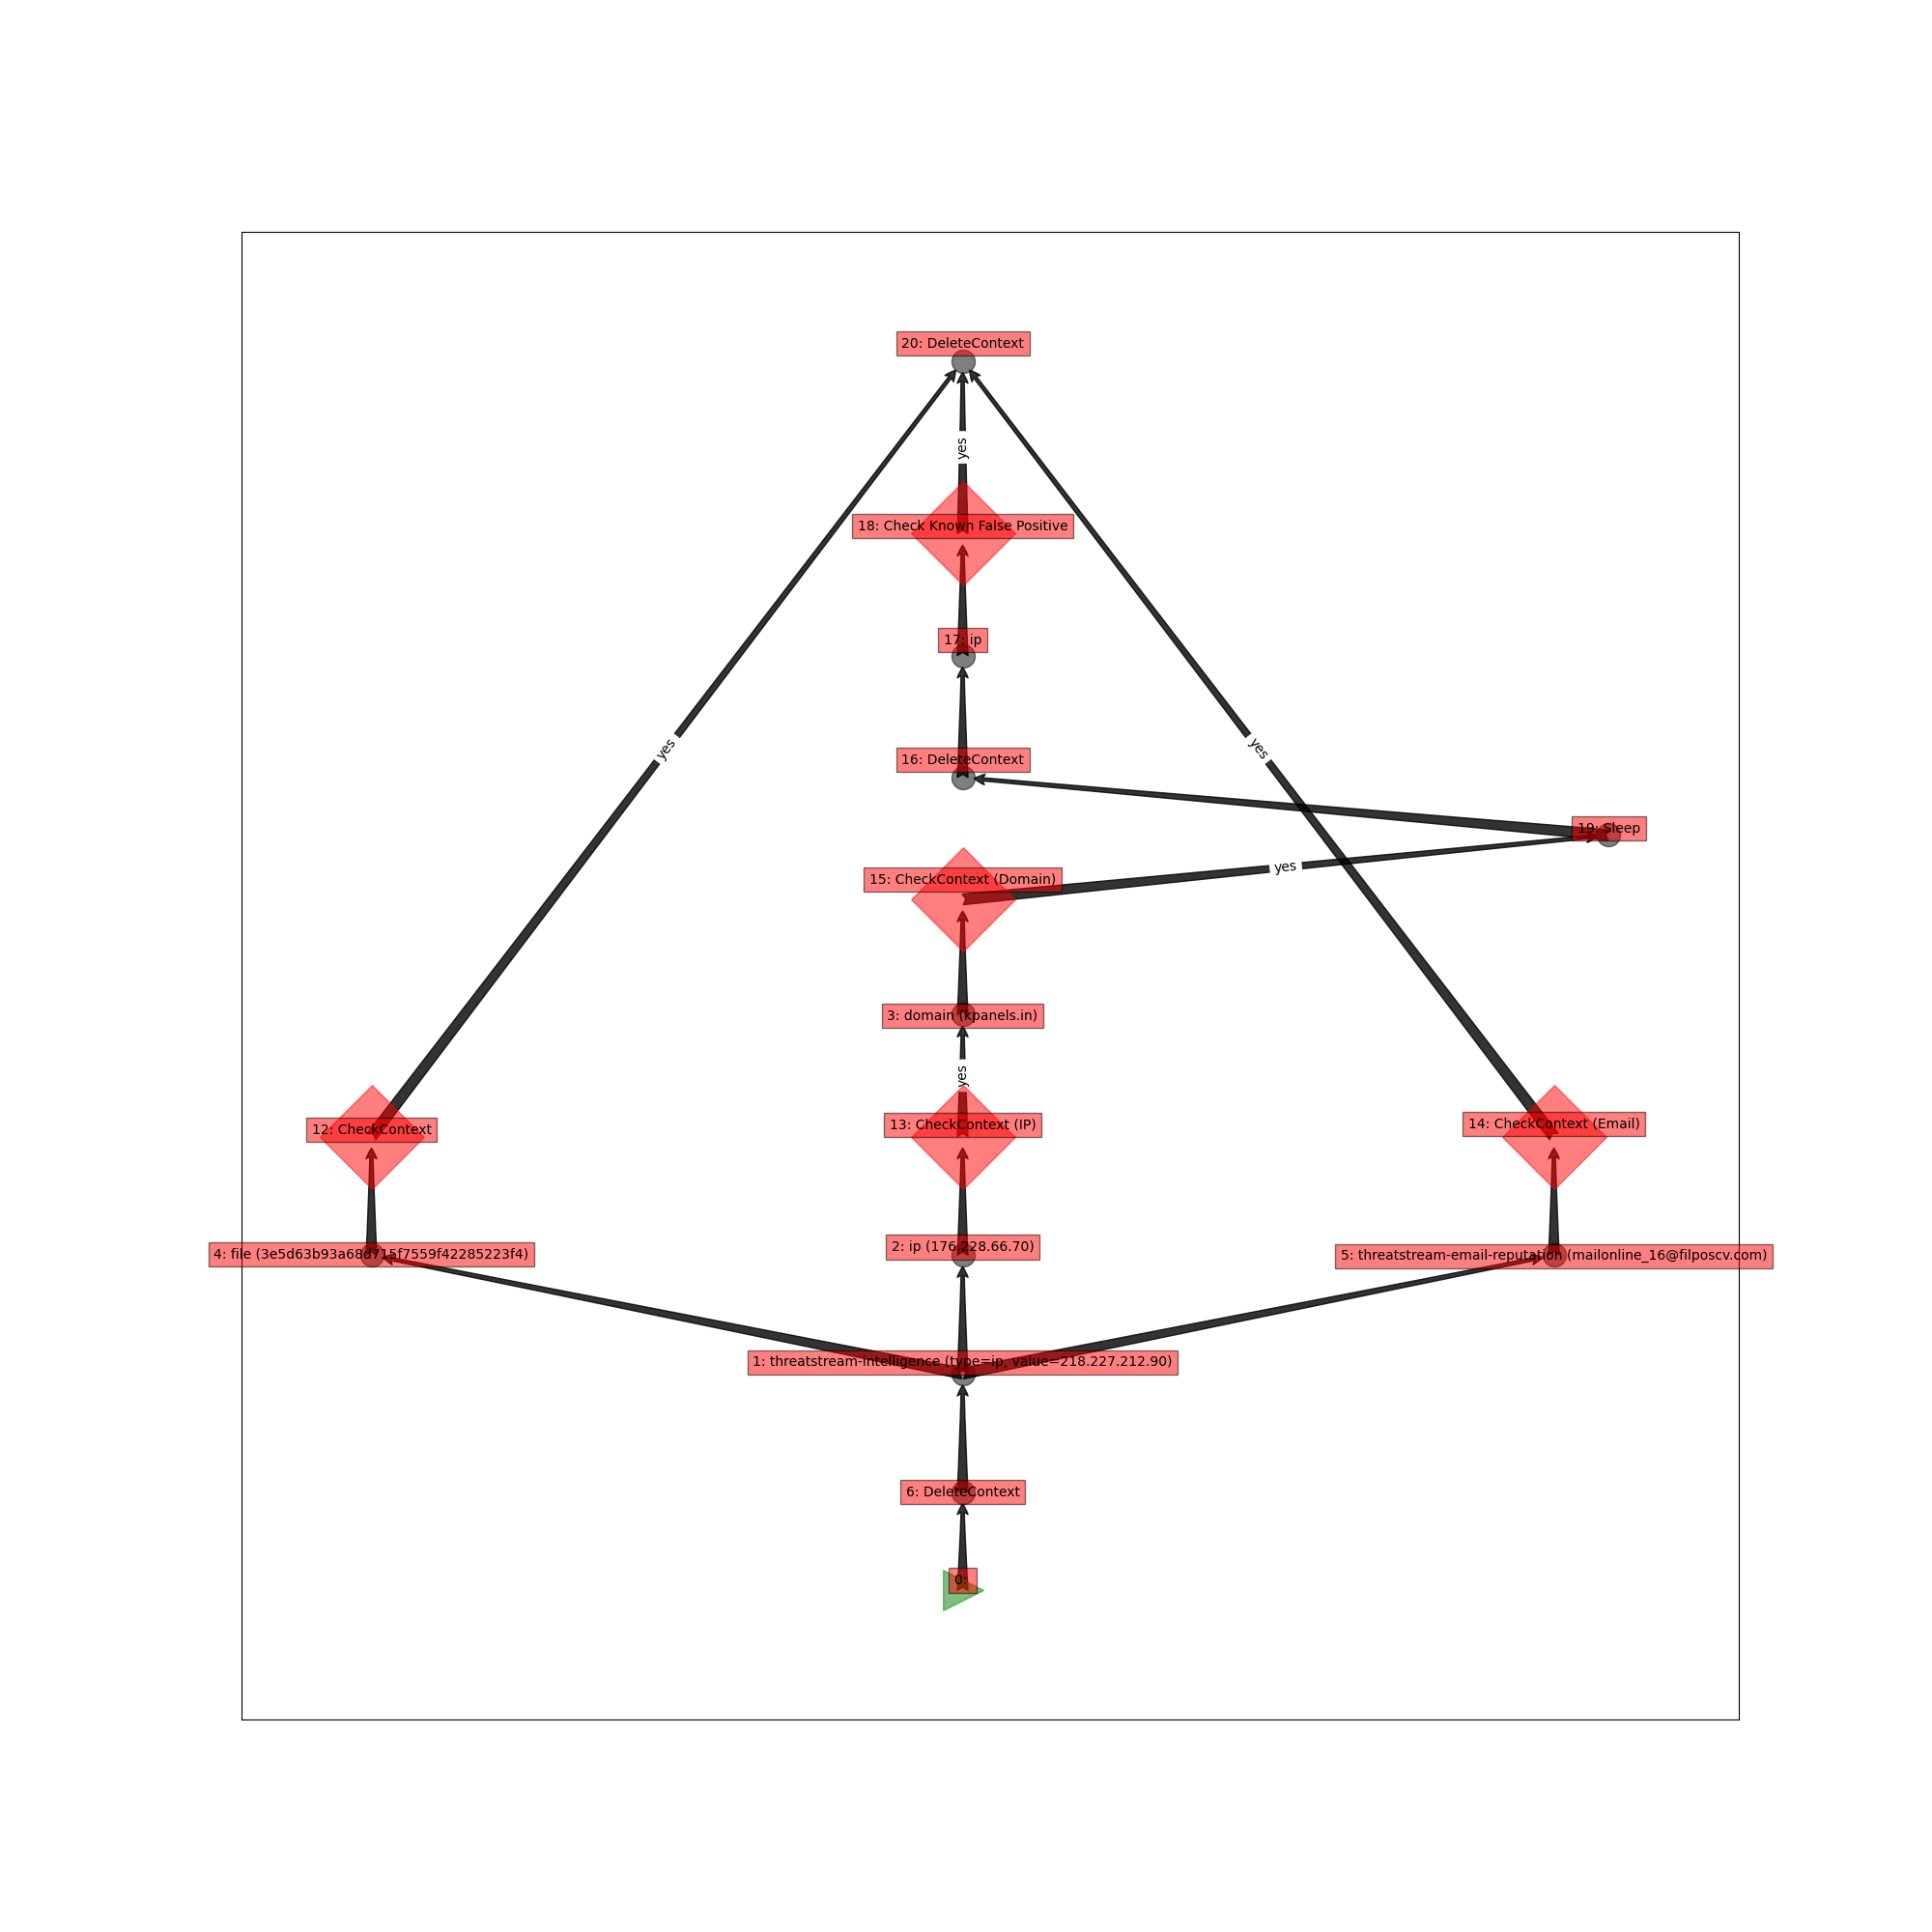 20: DeleteContext
yes
18: Check Known False Positive
17: ip
yes
yes
16: DeleteContext
19: Sleep
yes
15: CheckContext (Domain)
3: domain (kpanels.in)
yes
12: CheckContext
13: CheckContext (IP)
14: CheckContext (Email)
4: file (3e5d63b93a68d715f7559f42285223f4)
2: ip (176.228.66.70)
5: threatstream-email-reputation (mailonline_16@filposcv.com)
1: threatstream-intelligence (type=ip, value=218.227.212.90)
6: DeleteContext
0: